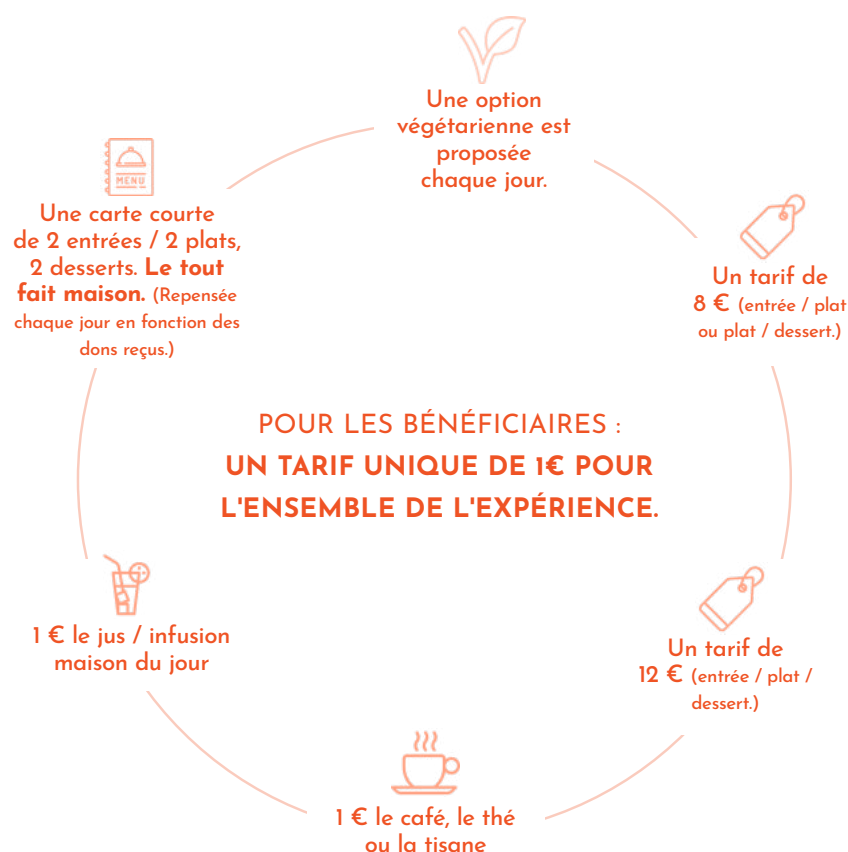 Une option
végétarienne est
proposée
chaque jour.
MENU
Une carte courte
de 2 entrées / 2 plats,
2 desserts. Le tout
fait maison. (Repensée
chaque jour en fonction des
dons reçus.)
Un tarif de
8 € (entrée / plat
ou plat / dessert.)
POUR LES BÉNÉFICIAIRES :
UN TARIF UNIQUE DE 1€ POUR
L'ENSEMBLE DE L'EXPÉRIENCE.
1 € le jus / infusion
maison du jour
Un tarif de
12 € (entrée / plat /
dessert.)
1 € le café, le thé
ou la tisane